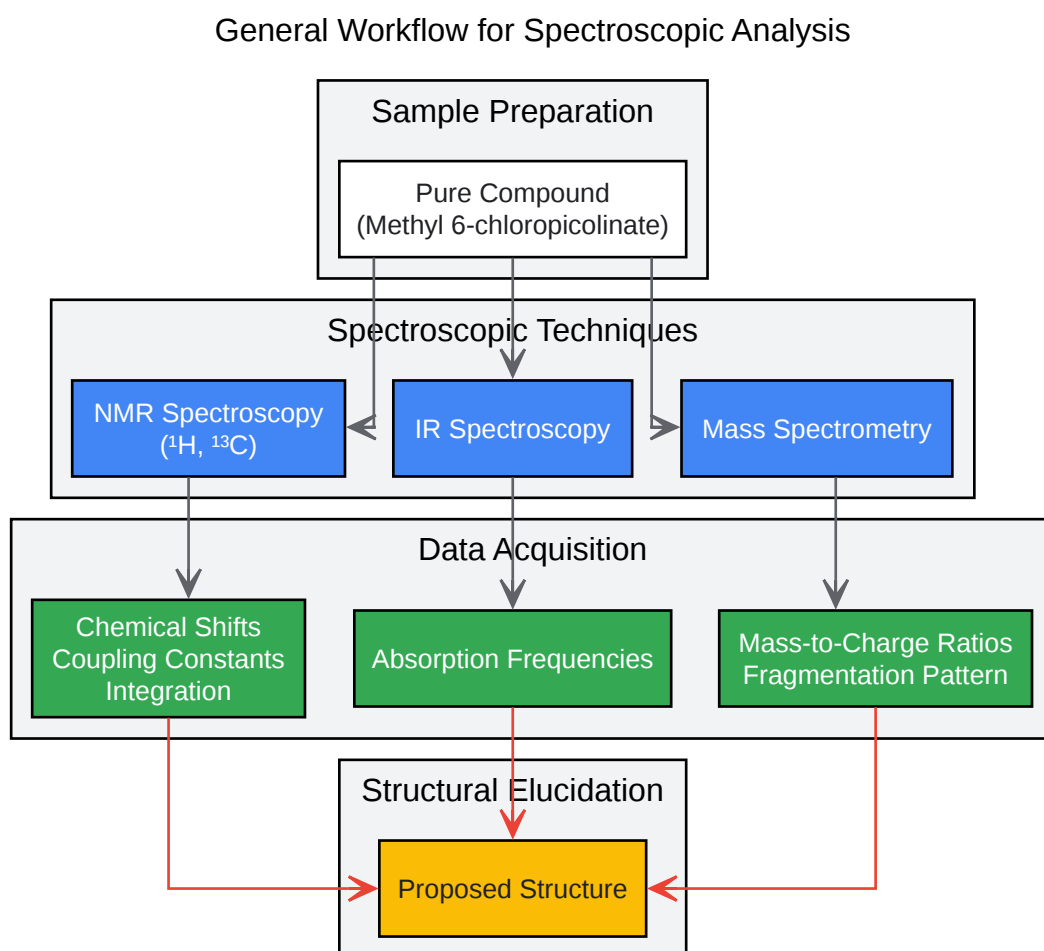 General Workflow for Spectroscopic Analysis
Sample Preparation
Pure Compound
(Methyl 6-chloropicolinate)
Spectroscopic Techniques
NMR Spectroscopy
(¹H, ¹³C)
IR Spectroscopy
Mass Spectrometry
Data Acquisition
Chemical Shifts
Coupling Constants
Integration
Absorption Frequencies
Mass-to-Charge Ratios
Fragmentation Pattern
Structural Elucidation
Proposed Structure